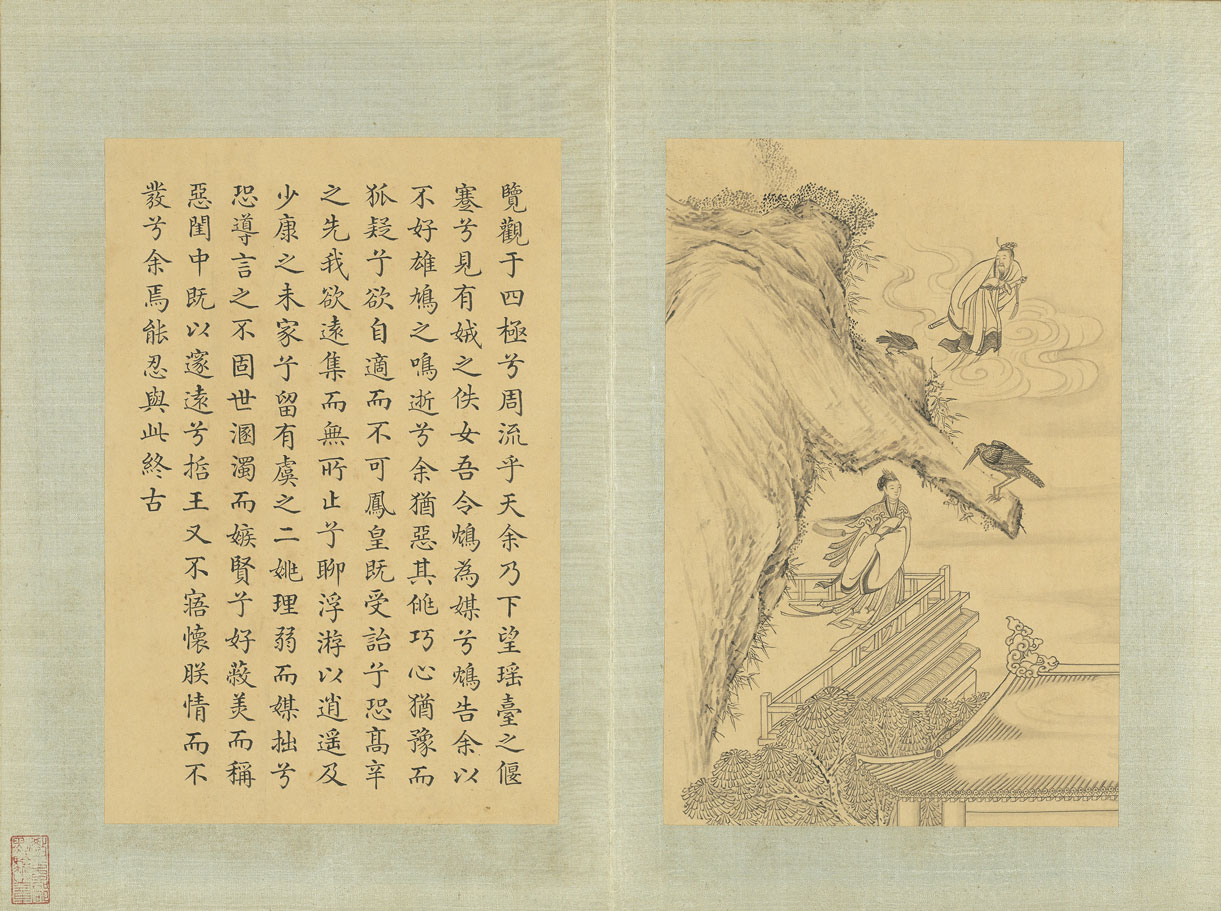 覽觀于四極兮周流乎天余乃下望瑤臺之偃
蹇兮見有娀之佚女吾令鴆為媒兮鴆告余以
不好雄鳩之鳴逝兮余猶惡其佻巧心猶豫而
狐疑兮欲自適而不可鳳皇既受詒兮恐高辛
之先我欲遠集而無所止兮聊浮游以逍遥及
少康之未家兮留有虞之二姚理弱而媒拙兮
恐導言之不固世溷濁而嫉賢兮好蔽美而稱
惡閨中既以邃遠兮悊王又不寤懷朕情而不
發兮余焉能忍與此終古